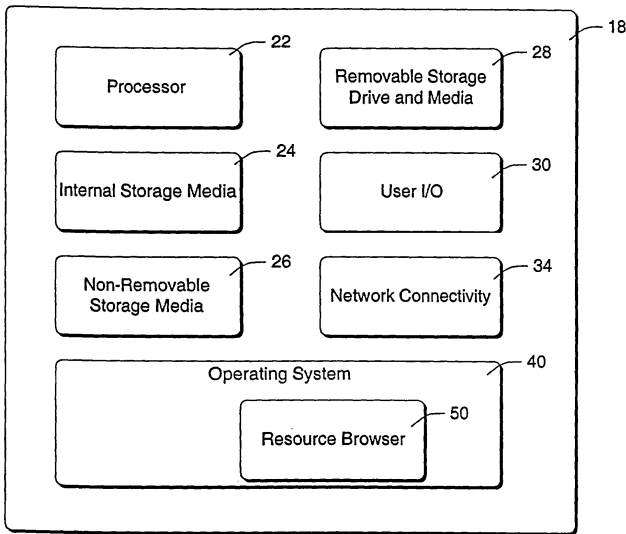 18
22
Processor
28
Removable Storage
Drive and Media
24
Internal Storage Media
30
User I/O
26
Non-Removable
Storage Media
34
Network Connectivity
40
Operating System
50
Resource Browser